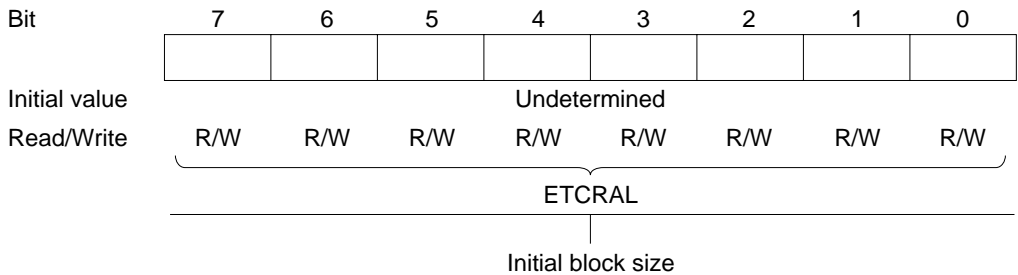 Bit 7 6 5 4 3 2 1 0
Initial value Undetermined
Read/Write R/W R/W R/W R/W R/W R/W R/W R/W
ETCRAL
Initial block size